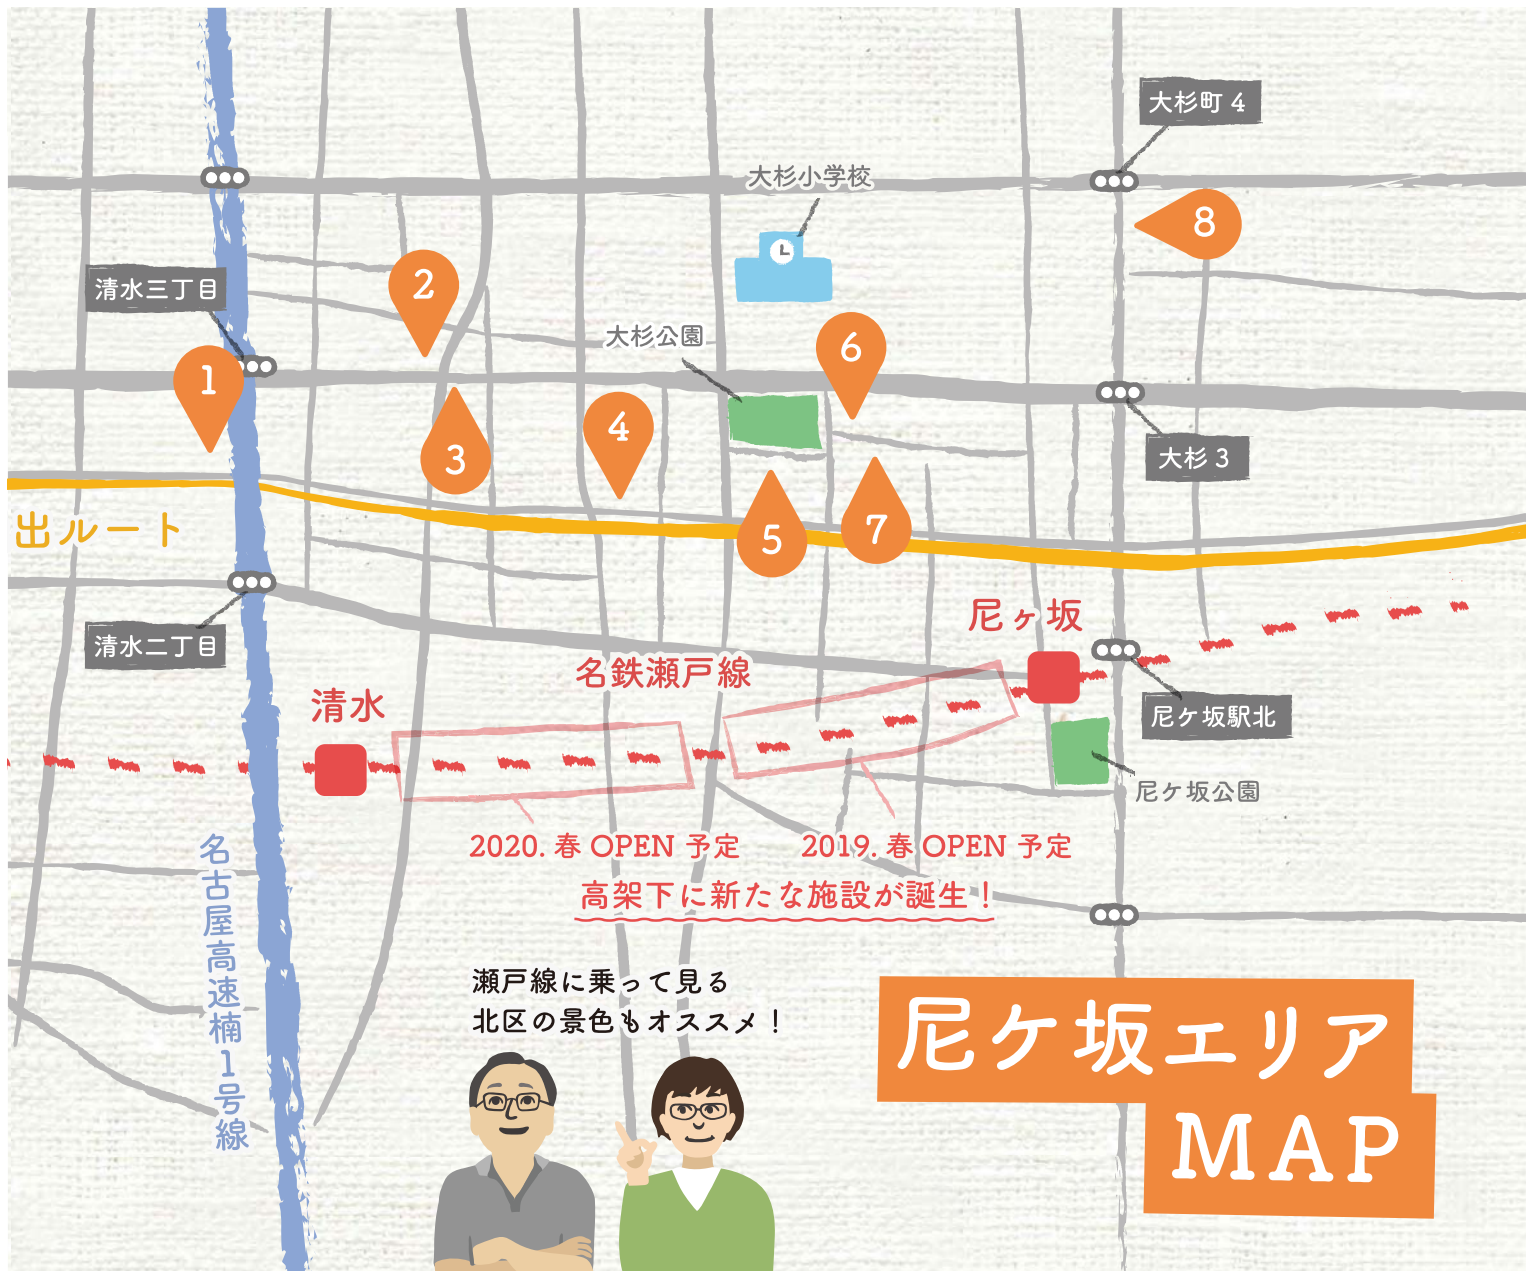 大杉町4
大杉小学校
8
清水三丁目
2
大杉公園
6
1
4
3
大杉3
5
7
出ルート
清水二丁目
尼ヶ坂
名鉄瀬戸線
清水
尼ケ坂駅北
尼ケ坂公園
2020. 春 OPEN 予定
2019. 春 OPEN 予定
高架下に新たな施設が誕生！
名古屋高速楠1号線
瀬戸線に乗って見る
北区の景色もオススメ！
尼ケ坂エリア
MAP